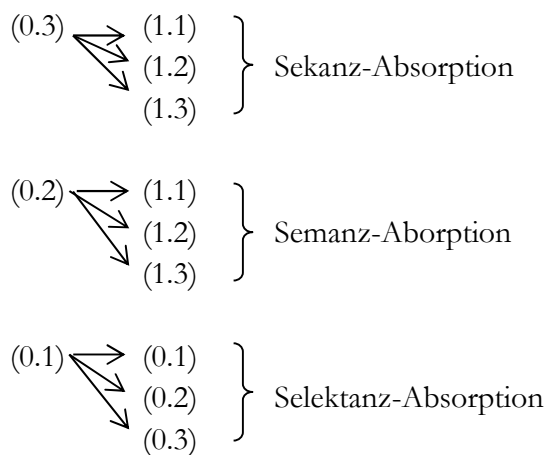 (0.3) (1.1)
(1.2) Sekanz-Absorption
(1.3)
(0.2) (1.1)
(1.2) Semanz-Aborption
(1.3)
(0.1) (0.1)
(0.2) Selektanz-Absorption
(0.3)